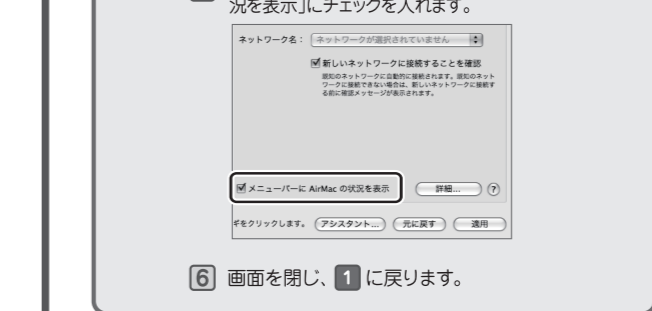 況を表示」にチェックを入れます。
ネットワーク名： ネットワークが選択されていません
新しいネットワークに接続することを確認
既知のネットワークに自動的に接続されます。既知のネット
ワークに接続できない場合は、新しいネットワークに接続す
る前に確認メッセージが表示されます。
メニューバーに AirMac の状況を表示 詳細... ?
をクリックします。 アシスタント... 元に戻す 適用
6 画面を閉じ、1 に戻ります。